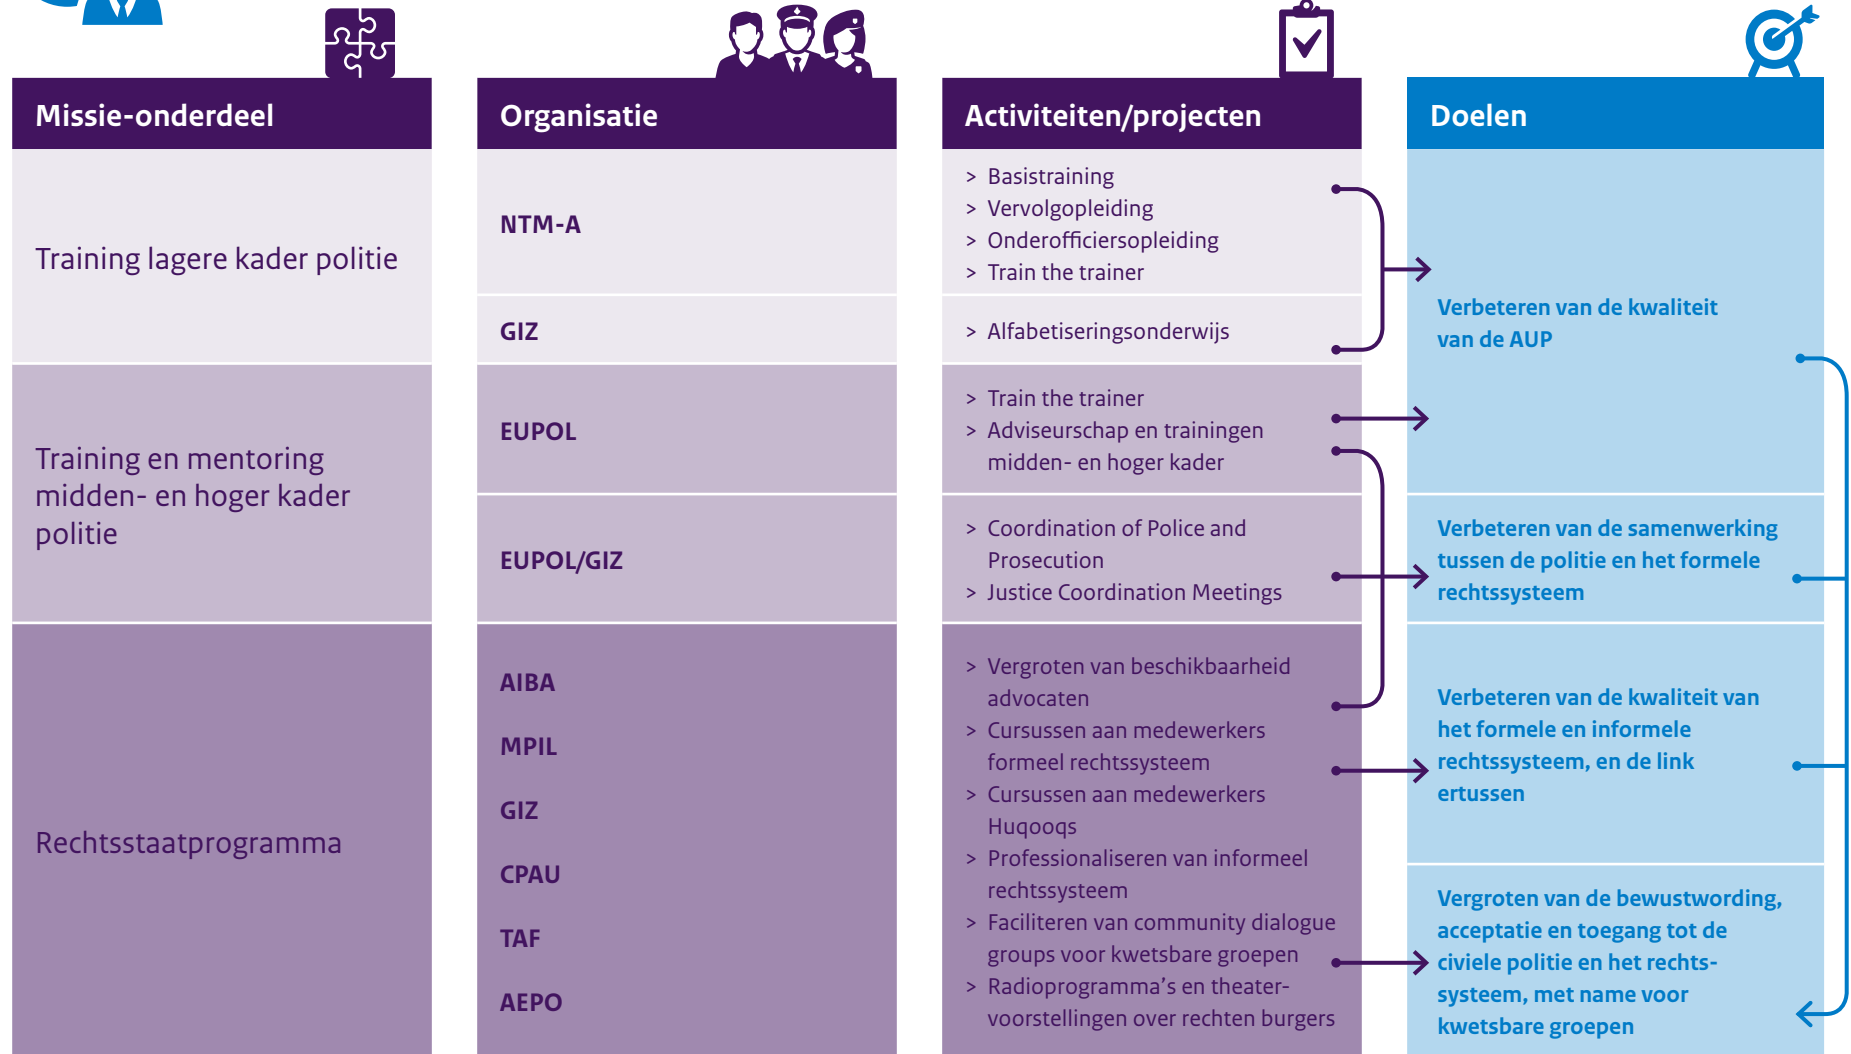 Missie-onderdeel
Organisatie
Activiteiten/projecten
Doelen
Training lagere kader politie
NTM-A
> Basistraining
> Vervolgopleiding
> Onderofficiersopleiding
> Train the trainer
GIZ
> Alfabetiseringsonderwijs
Verbeteren van de kwaliteit
van de AUP
Training en mentoring
midden- en hoger kader
politie
EUPOL
> Train the trainer
> Adviseurschap en trainingen
midden- en hoger kader
EUPOL/GIZ
> Coordination of Police and
Prosecution
> Justice Coordination Meetings
Verbeteren van de samenwerking
tussen de politie en het formele
rechtssysteem
Rechtsstaatprogramma
AIBA
MPIL
GIZ
CPAU
TAF
AEPO
> Vergroten van beschikbaarheid
advocaten
> Cursussen aan medewerkers
formeel rechtssysteem
> Cursussen aan medewerkers
Huqooqs
> Professionaliseren van informeel
rechtssysteem
> Faciliteren van community dialogue
groups voor kwetsbare groepen
> Radioprogramma's en theater-
voorstellingen over rechten burgers
Verbeteren van de kwaliteit van
het formele en informele
rechtssysteem, en de link
ertussen
Vergroten van de bewustwording,
acceptatie en toegang tot de
civiele politie en het rechts-
systeem, met name voor
kwetsbare groepen